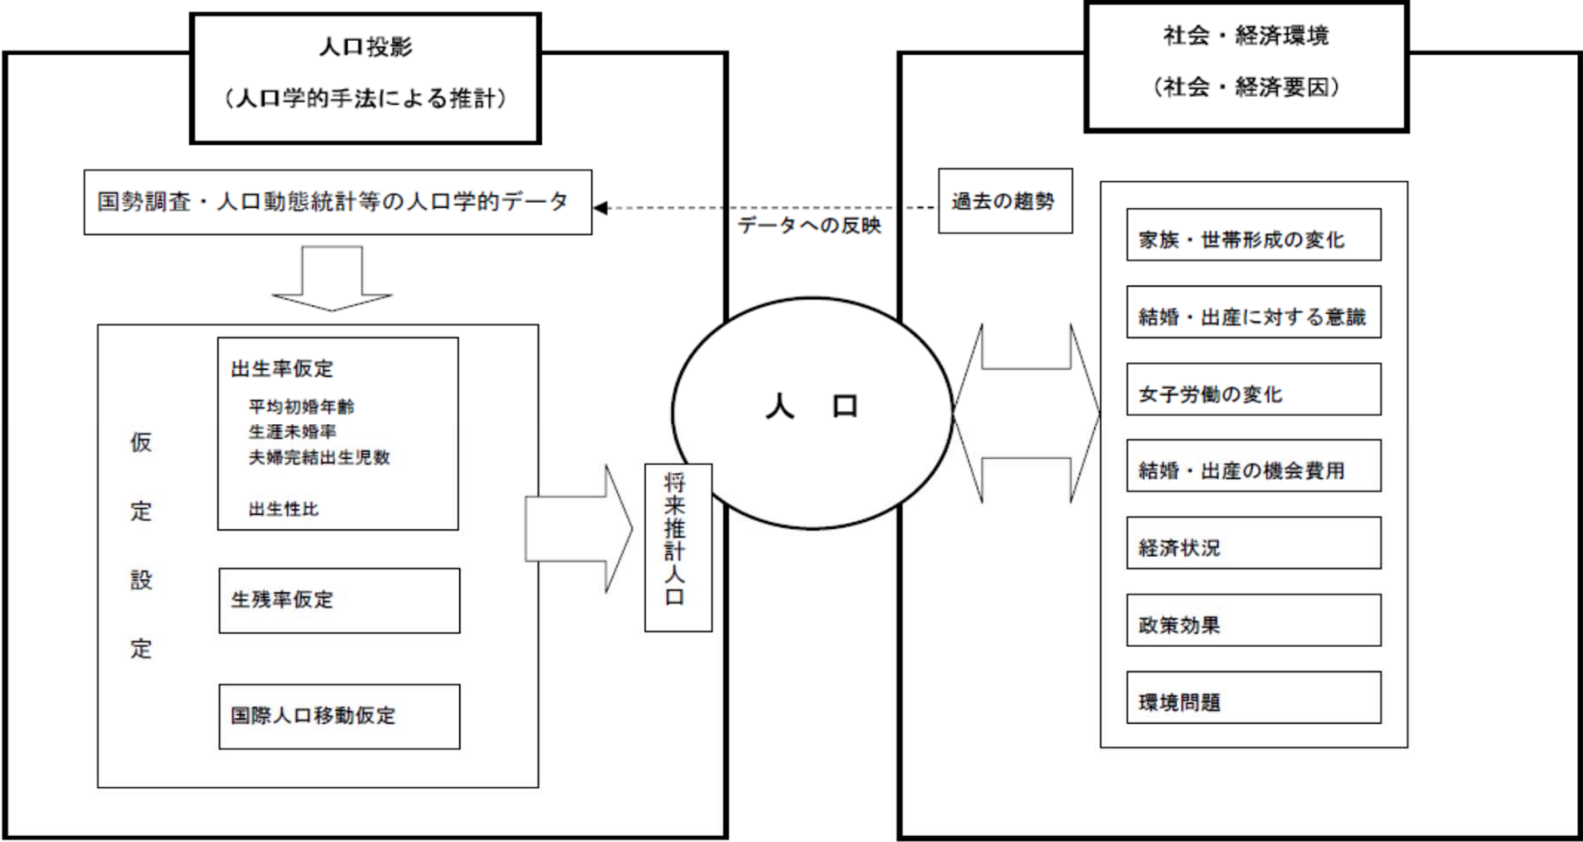 人口投影
（人口学的手法による推計）
国勢調査・人口動態統計等の人口学的データ
仮定設定
出生率仮定
平均初婚年齢
生涯未婚率
夫婦完結出生児数
出生性比
生残率仮定
国際人口移動仮定
将来推計人口
データへの反映
人　口
社会・経済環境
（社会・経済要因）
過去の趨勢
家族・世帯形成の変化
結婚・出産に対する意識
女子労働の変化
結婚・出産の機会費用
経済状況
政策効果
環境問題